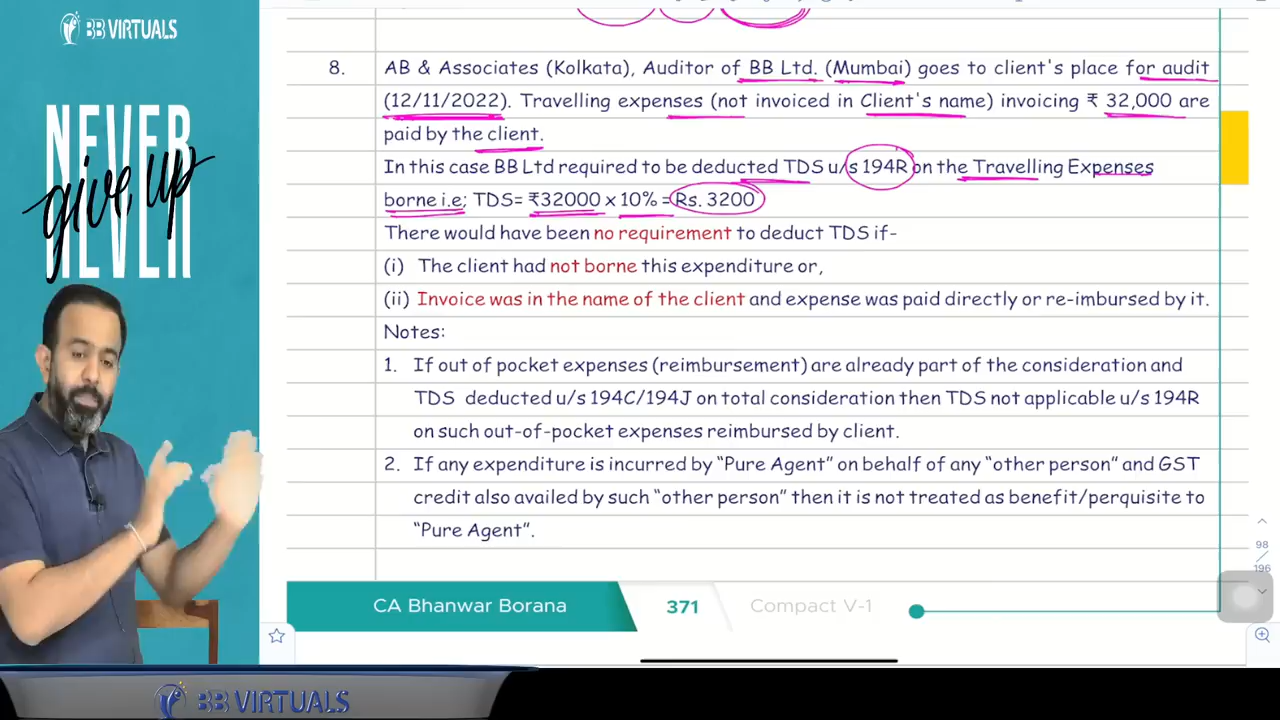 BB VIRTUALS
NEVER
give up
NEVER
8. AB & Associates (Kolkata), Auditor of BB Ltd. (Mumbai) goes to client's place for audit
(12/11/2022). Travelling expenses (not invoiced in Client's name) invoicing ₹ 32,000 are
paid by the client.
In this case BB Ltd required to be deducted TDS u/s 194R on the Travelling Expenses
borne i.e; TDS= ₹32000 x 10% = Rs. 3200
There would have been no requirement to deduct TDS if-
(i) The client had not borne this expenditure or,
(ii) Invoice was in the name of the client and expense was paid directly or re-imbursed by it.
Notes:
1. If out of pocket expenses (reimbursement) are already part of the consideration and
TDS deducted u/s 194C/194J on total consideration then TDS not applicable u/s 194R
on such out-of-pocket expenses reimbursed by client.
2. If any expenditure is incurred by "Pure Agent" on behalf of any "other person" and GST
credit also availed by such "other person" then it is not treated as benefit/perquisite to
"Pure Agent".
98
/
196
CA Bhanwar Borana 371 Compact V-1
BB VIRTUALS